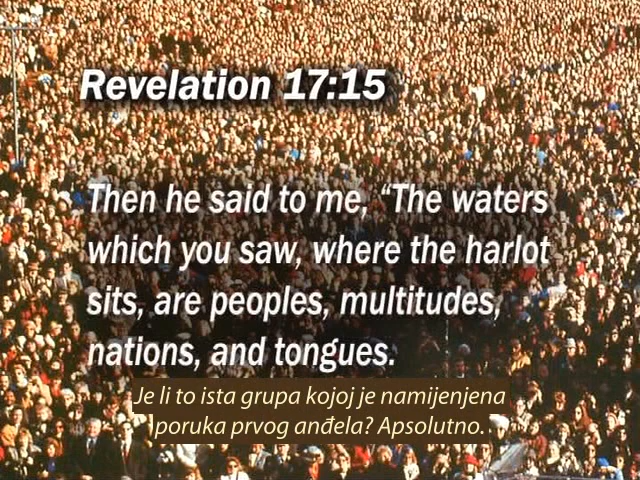 Revelation 17:15
Then he said to me, “The waters
which you saw, where the harlot
sits, are peoples, multitudes,
nations, and tongues.
Je li to ista grupa kojoj je namijenjena
poruka prvog anđela? Apsolutno.